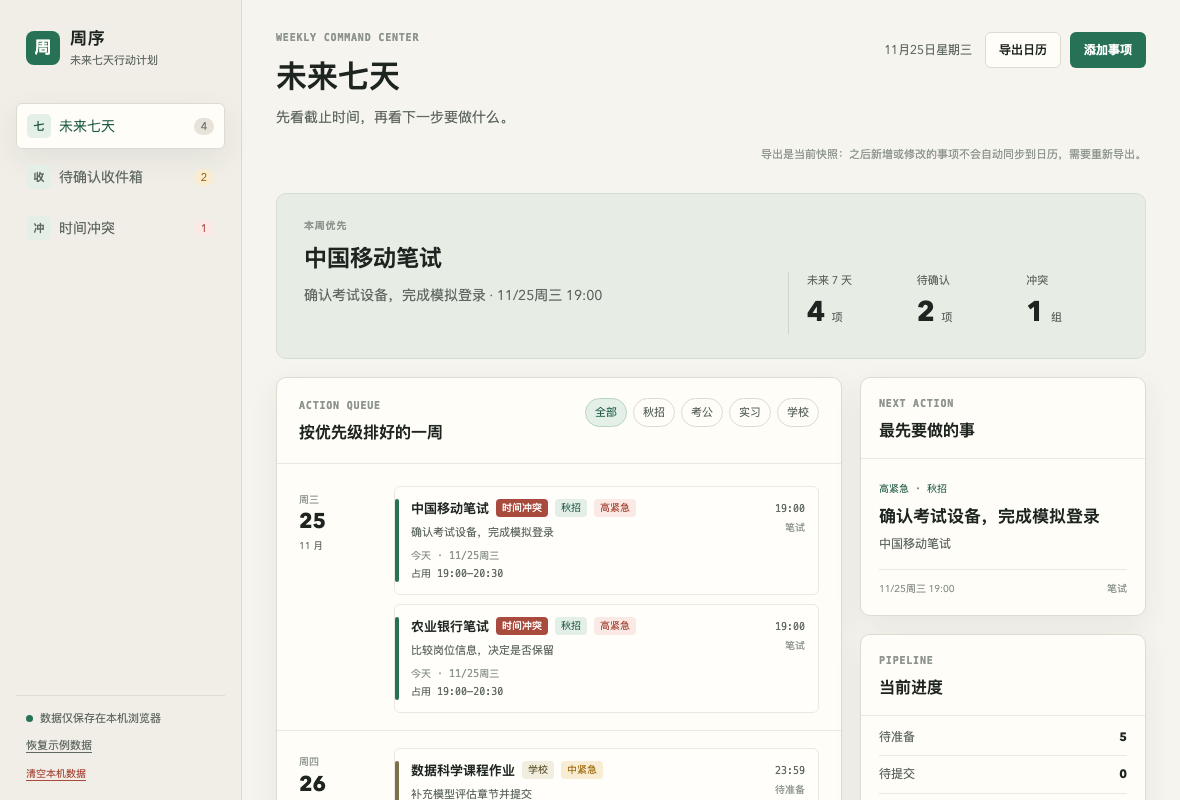 周
周序
未来七天行动计划
七 未来七天 4
收 待确认收件箱 2
冲 时间冲突 1
数据仅保存在本机浏览器
恢复示例数据
清空本机数据
WEEKLY COMMAND CENTER
未来七天
先看截止时间，再看下一步要做什么。
11月25日星期三 导出日历 添加事项
导出是当前快照：之后新增或修改的事项不会自动同步到日历，需要重新导出。
本周优先
中国移动笔试
确认考试设备，完成模拟登录 · 11/25周三 19:00
未来 7 天 待确认 冲突
4 项 2 项 1 组
ACTION QUEUE
按优先级排好的一周
全部 秋招 考公 实习 学校
周三
25
11 月
中国移动笔试 时间冲突 秋招 高紧急 19:00
确认考试设备，完成模拟登录 笔试
今天 · 11/25周三
占用 19:00—20:30
农业银行笔试 时间冲突 秋招 高紧急 19:00
比较岗位信息，决定是否保留 笔试
今天 · 11/25周三
占用 19:00—20:30
周四
26
数据科学课程作业 学校 中紧急 23:59
补充模型评估章节并提交 待准备
NEXT ACTION
最先要做的事
高紧急 · 秋招
确认考试设备，完成模拟登录
中国移动笔试
11/25周三 19:00 笔试
PIPELINE
当前进度
待准备 5
待提交 0